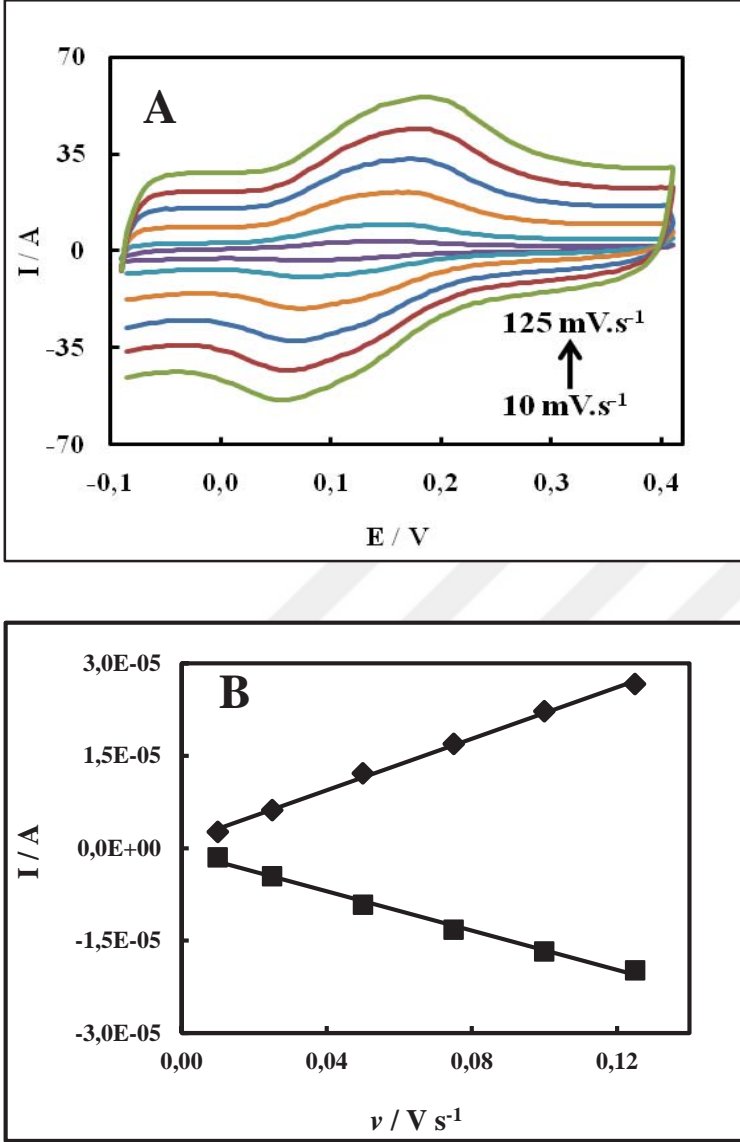 A
70
35
0
-35
-70
I / A
-0,1 0,0 0,1 0,2 0,3 0,4
E / V
125 mV.s-1
10 mV.s-1
B
3,0E-05
1,5E-05
0,0E+00
-1,5E-05
-3,0E-05
I / A
0,00 0,04 0,08 0,12
v / V s-1